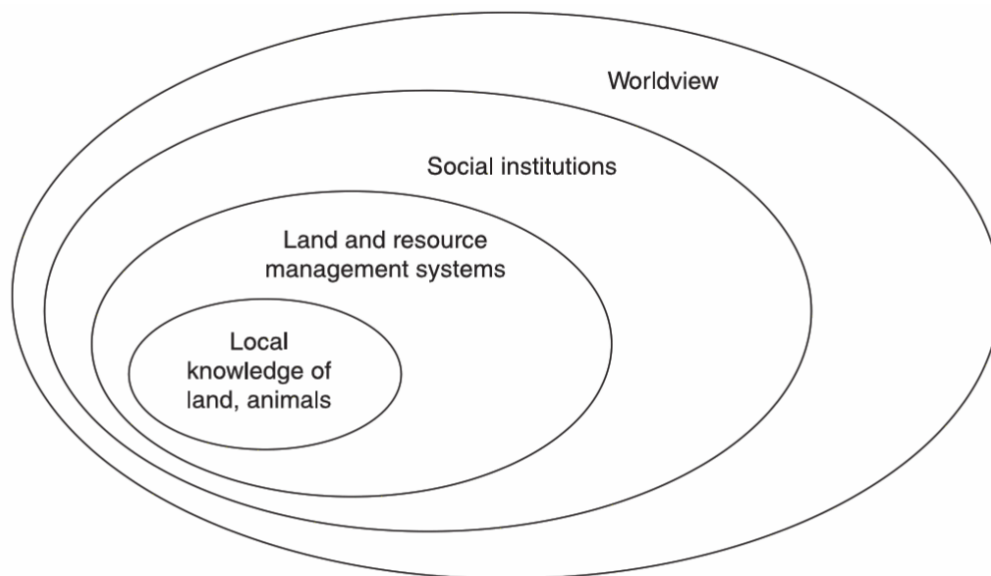 Worldview
Social institutions
Land and resource
management systems
Local
knowledge of
land, animals